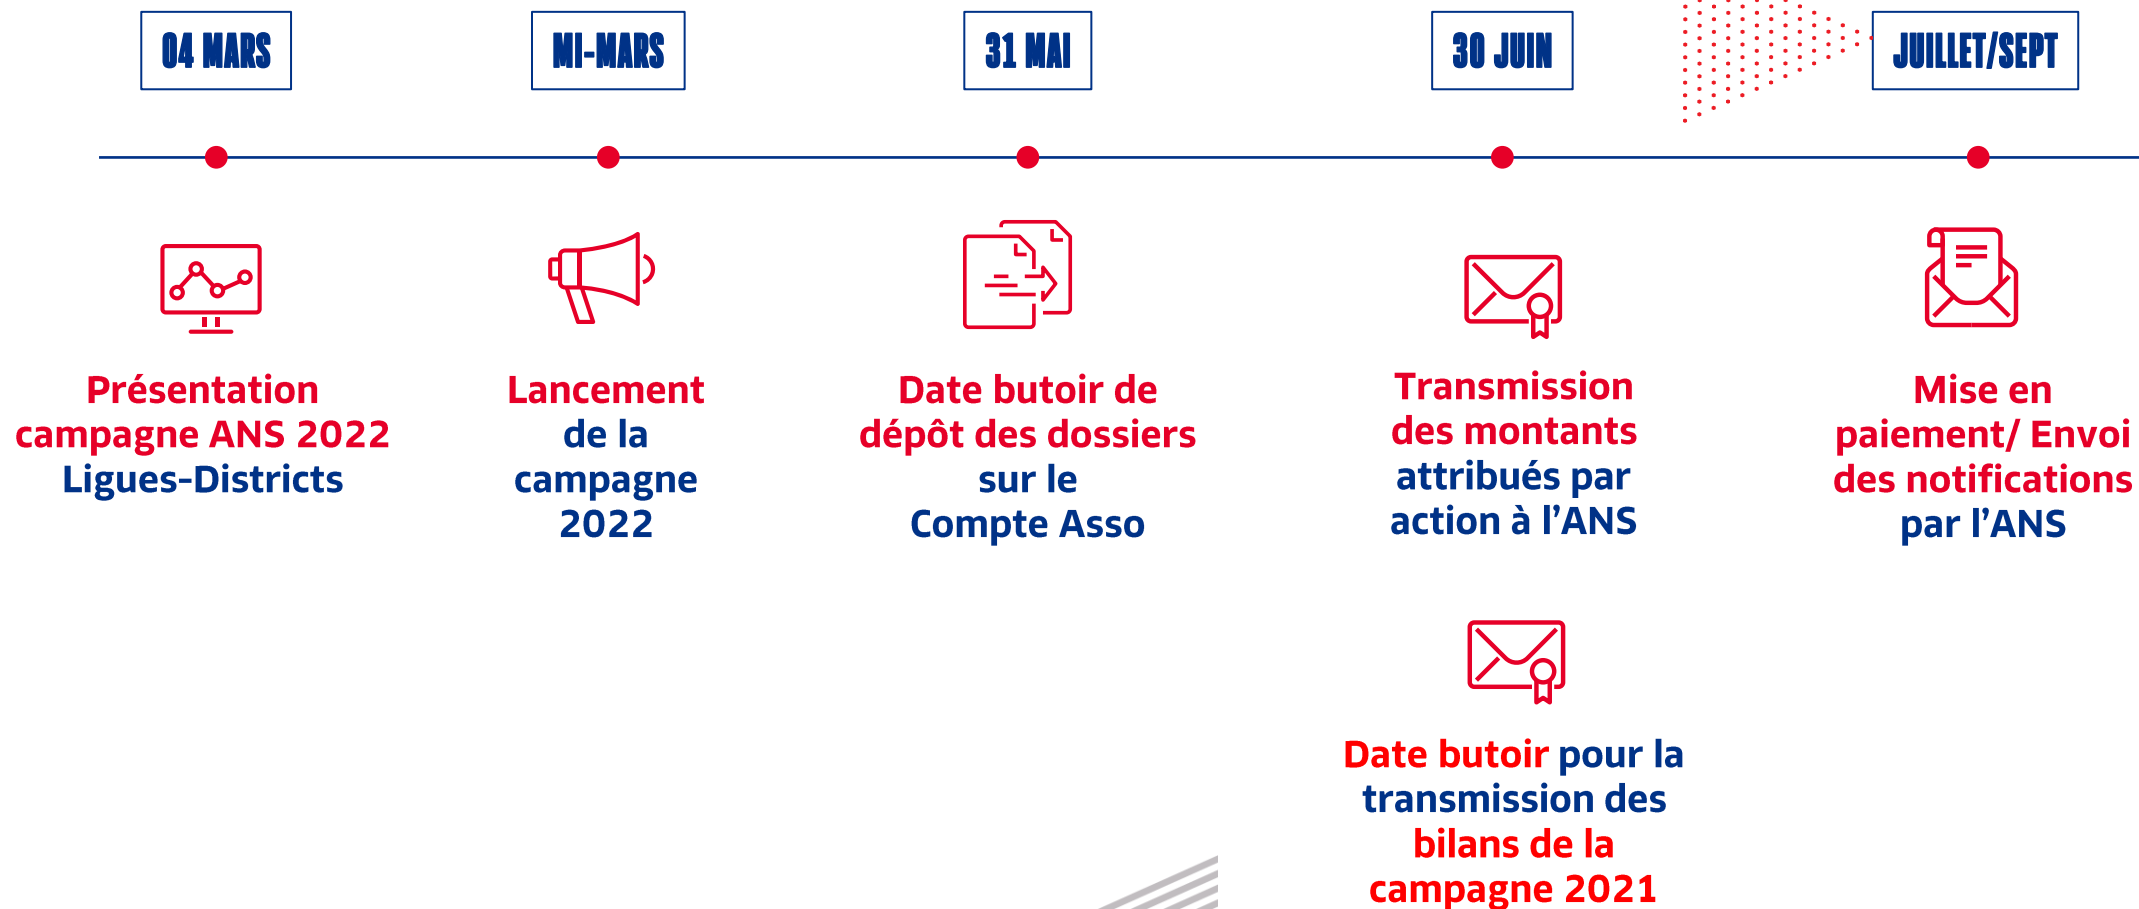 04 MARS
MI-MARS
31 MAI
30 JUIN
JUILLET/SEPT
Présentation
campagne ANS 2022
Ligues-Districts
Lancement
de la
campagne
2022
Date butoir de
dépôt des dossiers
sur le
Compte Asso
Transmission
des montants
attribués par
action à l’ANS
Mise en
paiement/ Envoi
des notifications
par l’ANS
Date butoir pour la
transmission des
bilans de la
campagne 2021